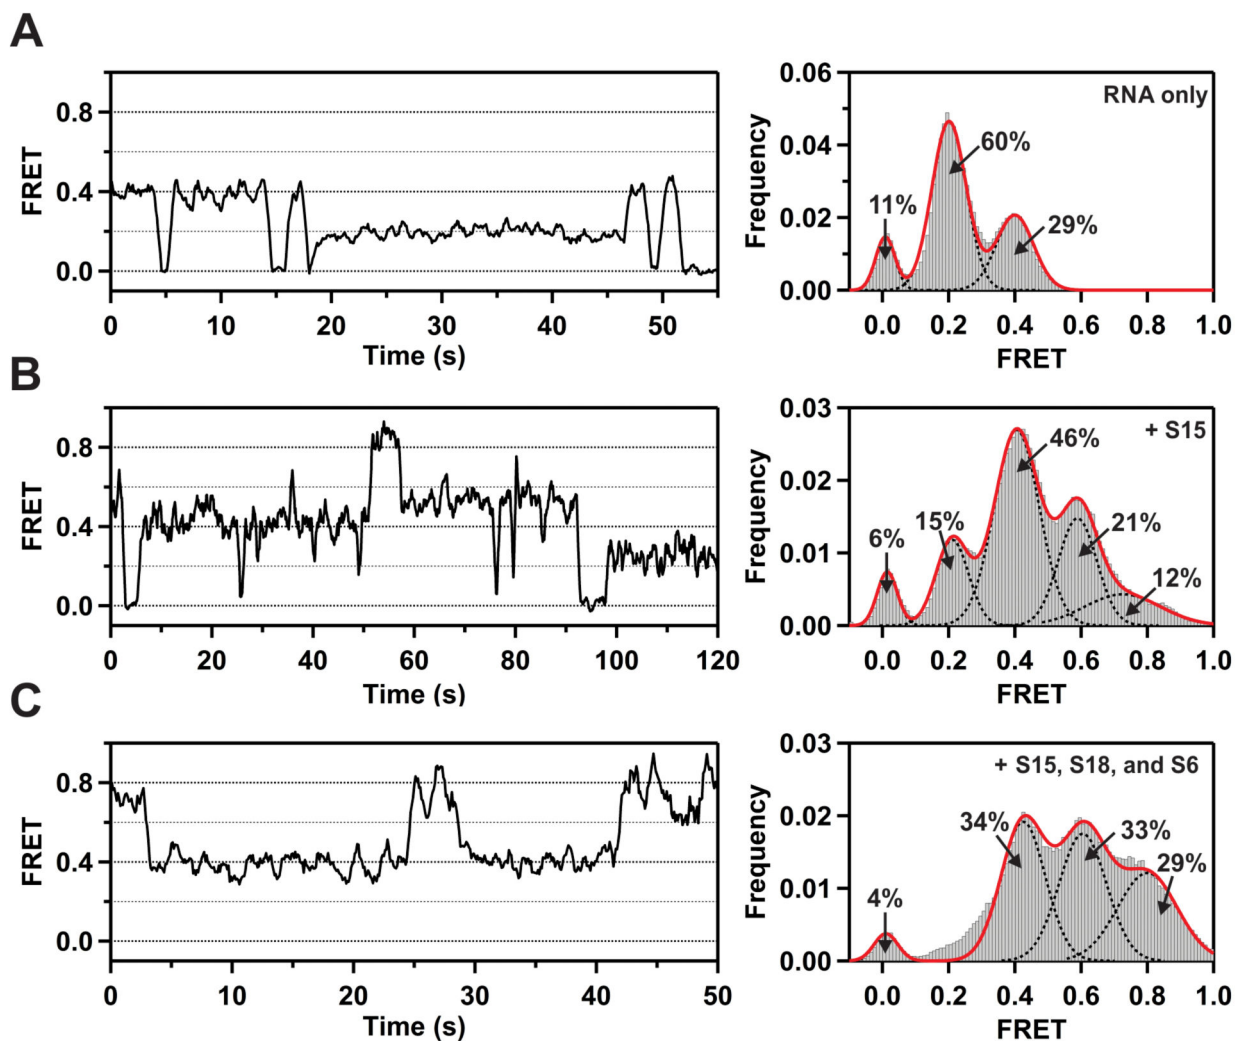 A
FRET
0.8
0.4
0.0
0 10 20 30 40 50
Time (s)
Frequency
0.06
0.04
0.02
0.00
RNA only
60%
11%
29%
0.0 0.2 0.4 0.6 0.8 1.0
FRET
B
FRET
0.8
0.4
0.0
0 20 40 60 80 100 120
Time (s)
Frequency
0.03
0.02
0.01
0.00
+ S15
46%
6%
15%
21%
12%
0.0 0.2 0.4 0.6 0.8 1.0
FRET
C
FRET
0.8
0.4
0.0
0 10 20 30 40 50
Time (s)
Frequency
0.03
0.02
0.01
0.00
+ S15, S18, and S6
34%
33%
29%
4%
0.0 0.2 0.4 0.6 0.8 1.0
FRET